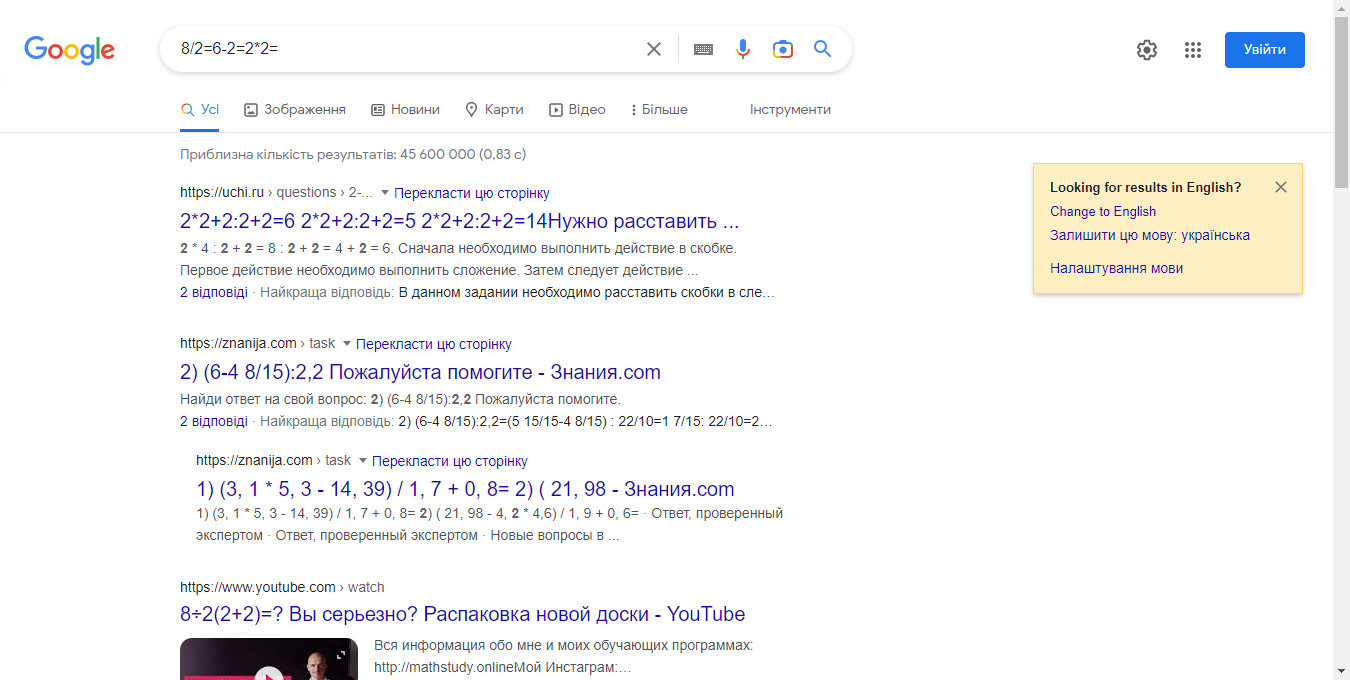 Google
8/2=6-2=2*2=
Увійти
Усі Зображення Новини Карти Відео Більше Інструменти
Приблизна кількість результатів: 45 600 000 (0,83 с)
https://uchi.ru › questions › 2-... Перекласти цю сторінку
2*2+2:2+2=6 2*2+2:2+2=5 2*2+2:2+2=14Нужно расставить ...
2 * 4 : 2 + 2 = 8 : 2 + 2 = 4 + 2 = 6. Сначала необходимо выполнить действие в скобке.
Первое действие необходимо выполнить сложение. Затем следует действие ...
2 відповіді · Найкраща відповідь: В данном задании необходимо расставить скобки в сле…
https://znanija.com › task Перекласти цю сторінку
2) (6-4 8/15):2,2 Пожалуйста помогите - Знания.com
Найди ответ на свой вопрос: 2) (6-4 8/15):2,2 Пожалуйста помогите.
2 відповіді · Найкраща відповідь: 2) (6-4 8/15):2,2=(5 15/15-4 8/15) : 22/10=1 7/15: 22/10=2…
https://znanija.com › task Перекласти цю сторінку
1) (3, 1 * 5, 3 - 14, 39) / 1, 7 + 0, 8= 2) ( 21, 98 - Знания.com
1) (3, 1 * 5, 3 - 14, 39) / 1, 7 + 0, 8= 2) ( 21, 98 - 4, 2 * 4,6) / 1, 9 + 0, 6= · Ответ, проверенный
экспертом · Ответ, проверенный экспертом · Новые вопросы в ...
https://www.youtube.com › watch
8÷2(2+2)=? Вы серьезно? Распаковка новой доски - YouTube
Вся информация обо мне и моих обучающих программах:
http://mathstudy.onlineМой Инстаграм:…
Looking for results in English?
Change to English
Залишити цю мову: українська
Налаштування мови